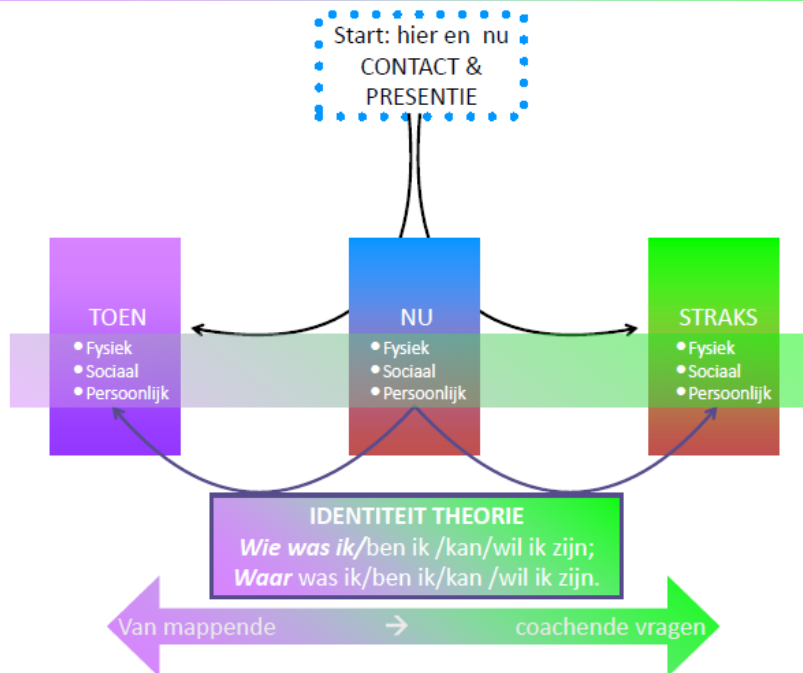 Start: hier en nu
CONTACT &
PRESENTIE
TOEN
• Fysiek
• Sociaal
• Persoonlijk
NU
• Fysiek
• Sociaal
• Persoonlijk
STRAKS
• Fysiek
• Sociaal
• Persoonlijk
IDENTITEIT THEORIE
Wie was ik/ben ik /kan/wil ik zijn;
Waar was ik/ben ik/kan /wil ik zijn.
Van mappende → coachende vragen